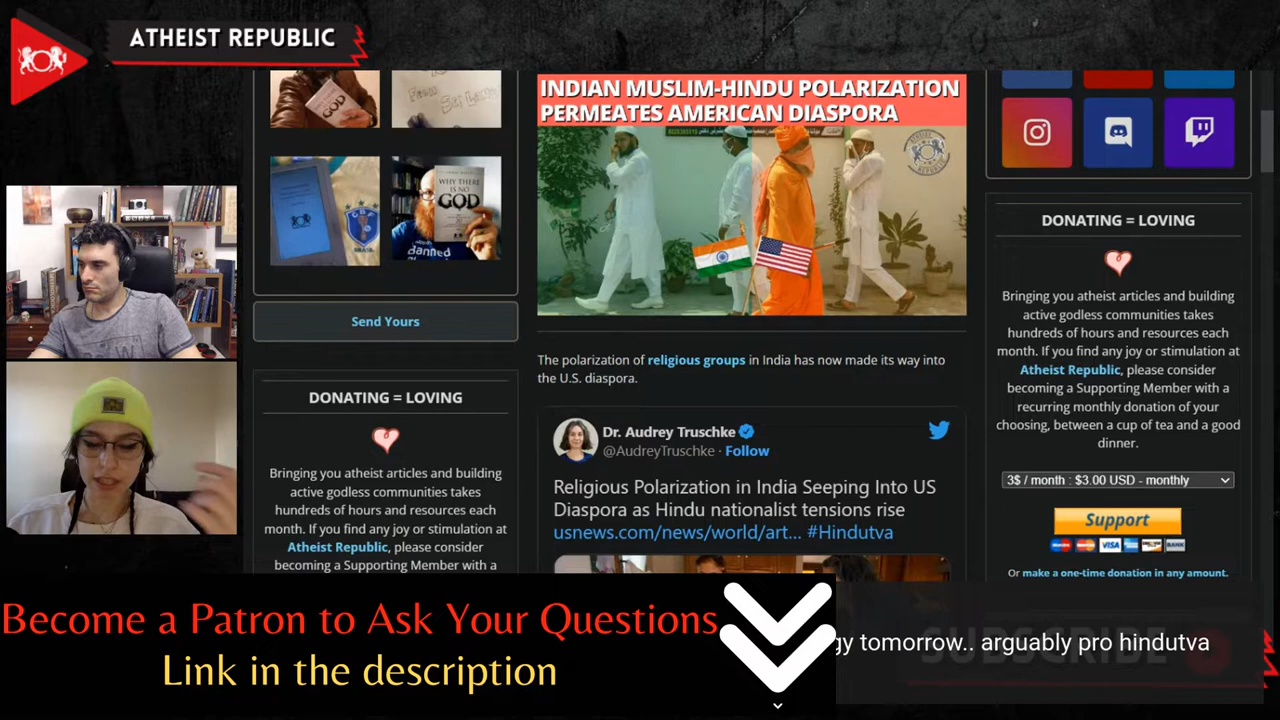 ATHEIST REPUBLIC
WHY THERE
IS NO
GOD
Banned
CBF
BRASIL
Send Yours
DONATING = LOVING
Bringing you atheist articles and building
active godless communities takes
hundreds of hours and resources each
month. If you find any joy or stimulation at
Atheist Republic, please consider
becoming a Supporting Member with a
INDIAN MUSLIM-HINDU POLARIZATION
PERMEATES AMERICAN DIASPORA
The polarization of religious groups in India has now made its way into
the U.S. diaspora.
Dr. Audrey Truschke
@AudreyTruschke · Follow
Religious Polarization in India Seeping Into US
Diaspora as Hindu nationalist tensions rise
usnews.com/news/world/art... #Hindutva
DONATING = LOVING
Bringing you atheist articles and building
active godless communities takes
hundreds of hours and resources each
month. If you find any joy or stimulation at
Atheist Republic, please consider
becoming a Supporting Member with a
recurring monthly donation of your
choosing, between a cup of tea and a good
dinner.
3$ / month : $3.00 USD - monthly
Support
VISA
BANK
Or make a one-time donation in any amount.
Become a Patron to Ask Your Questions
Link in the description
gy tomorrow.. arguably pro hindutva
SUBSCRIBE